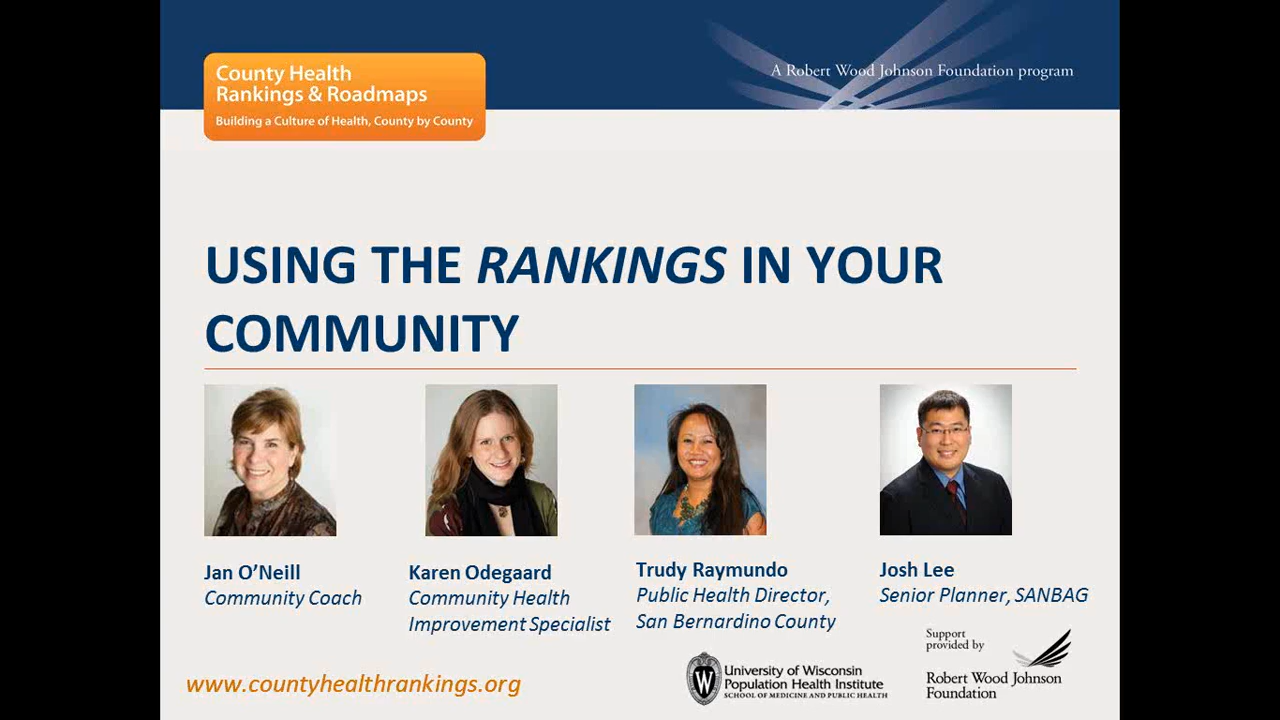 County Health
Rankings & Roadmaps
Building a Culture of Health, County by County
A Robert Wood Johnson Foundation program
USING THE RANKINGS IN YOUR
COMMUNITY
Jan O'Neill
Community Coach
Karen Odegaard
Community Health
Improvement Specialist
Trudy Raymundo
Public Health Director,
San Bernardino County
Josh Lee
Senior Planner, SANBAG
www.countyhealthrankings.org
W
University of Wisconsin
Population Health Institute
SCHOOL OF MEDICINE AND PUBLIC HEALTH
Support
provided by
Robert Wood Johnson
Foundation